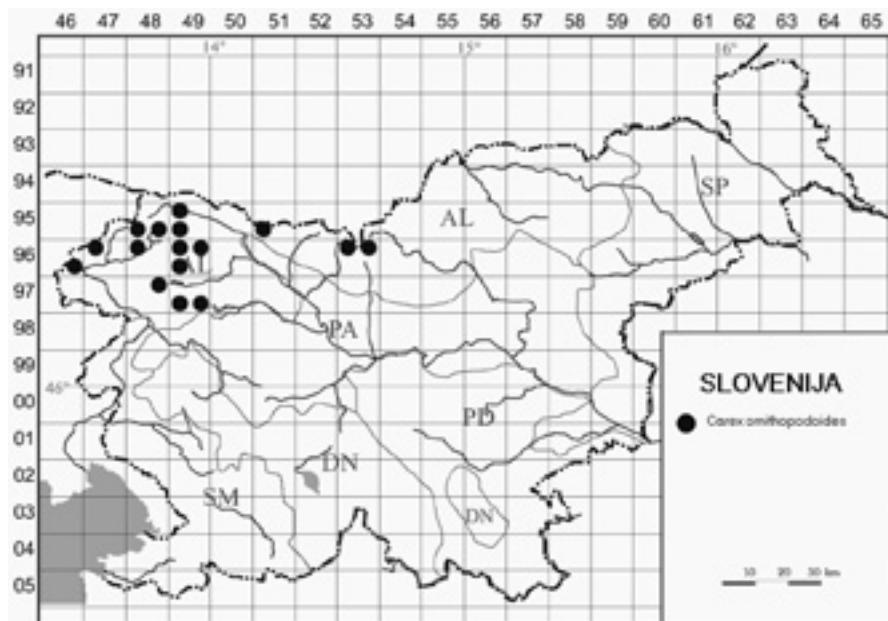 46 47 48 49 50 51 52 53 54 55 56 57 58 59 60 61 62 63 64 65
14° 15° 16°
91
92
93
94
95
96
97
98
99
46°
00
01
02
03
04
05
SP
AL
AL
PA
PD
DN
SM
DN
SLOVENIJA
Carex ornithopodoides
10 20 30 km